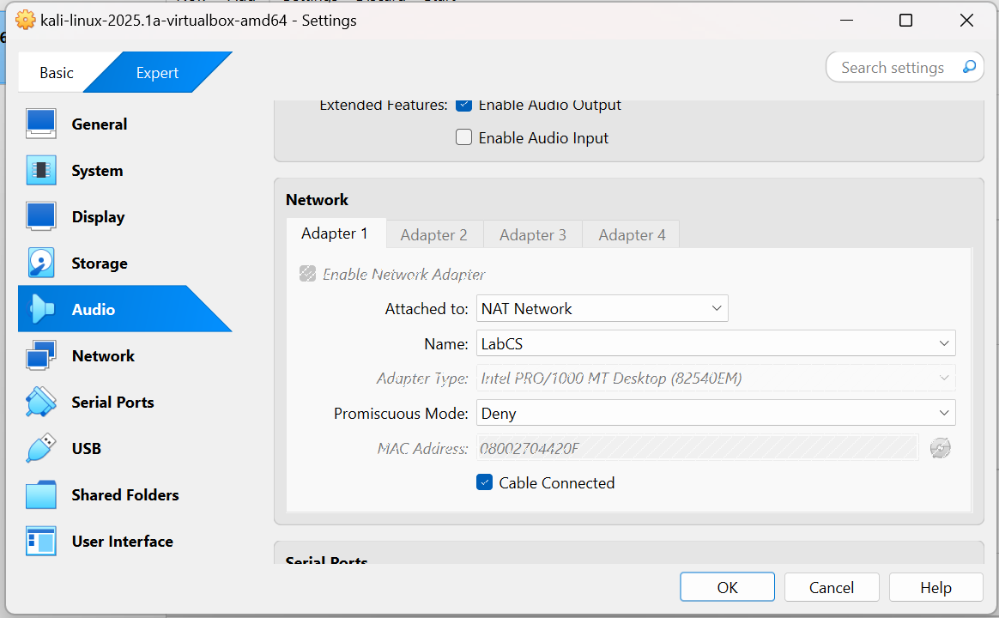 kali-linux-2025.1a-virtualbox-amd64 - Settings
Basic
Expert
Search settings
General
System
Display
Storage
Audio
Network
Serial Ports
USB
Shared Folders
User Interface
Extended Features: Enable Audio Output
Enable Audio Input
Network
Adapter 1 Adapter 2 Adapter 3 Adapter 4
Enable Network Adapter
Attached to: NAT Network
Name: LabCS
Adapter Type: Intel PRO/1000 MT Desktop (82540EM)
Promiscuous Mode: Deny
MAC Address: 08002704420F
Cable Connected
Serial Ports
OK Cancel Help